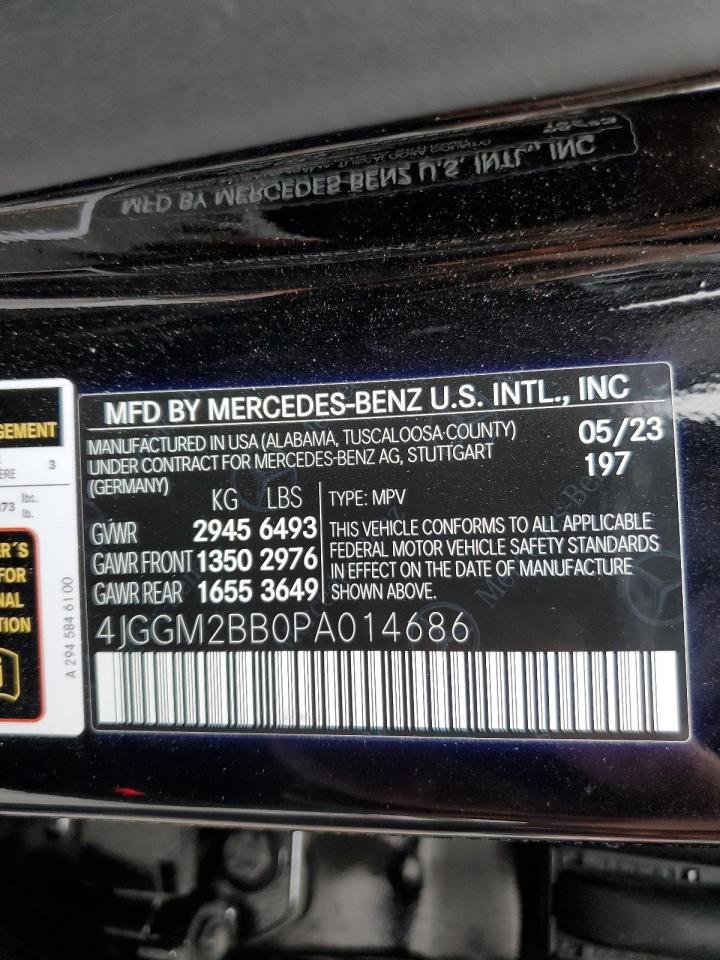 MFD BY MERCEDES-BENZ U.S. INTL., INC
MFD BY MERCEDES-BENZ U.S. INTL., INC
MANUFACTURED IN USA (ALABAMA, TUSCALOOSA COUNTY)
UNDER CONTRACT FOR MERCEDES-BENZ AG, STUTTGART
(GERMANY)
05/23
197
KG LBS
GVWR 2945 6493
GAWR FRONT 1350 2976
GAWR REAR 1655 3649
TYPE: MPV
THIS VEHICLE CONFORMS TO ALL APPLICABLE
FEDERAL MOTOR VEHICLE SAFETY STANDARDS
IN EFFECT ON THE DATE OF MANUFACTURE
SHOWN ABOVE.
4JGGM2BB0PA014686
A 294 584 61 00
3
lbs.
lb.
FOR
Mercedes-Benz